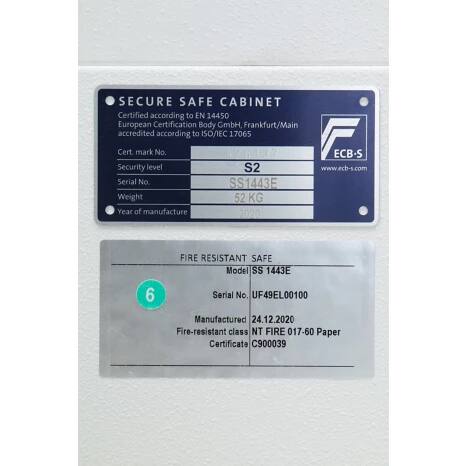 SECURE SAFE CABINET
Certified according to EN 14450
European Certification Body GmbH, Frankfurt/Main
accredited according to ISO/IEC 17065
ECB·S
www.ecb-s.com
Cert. mark No.
Security level S2
Serial No. SS1443E
Weight 52 KG
Year of manufacture 2020
FIRE RESISTANT SAFE
Model SS 1443E
6
Serial No. UF49EL00100
Manufactured 24.12.2020
Fire-resistant class NT FIRE 017-60 Paper
Certificate C900039